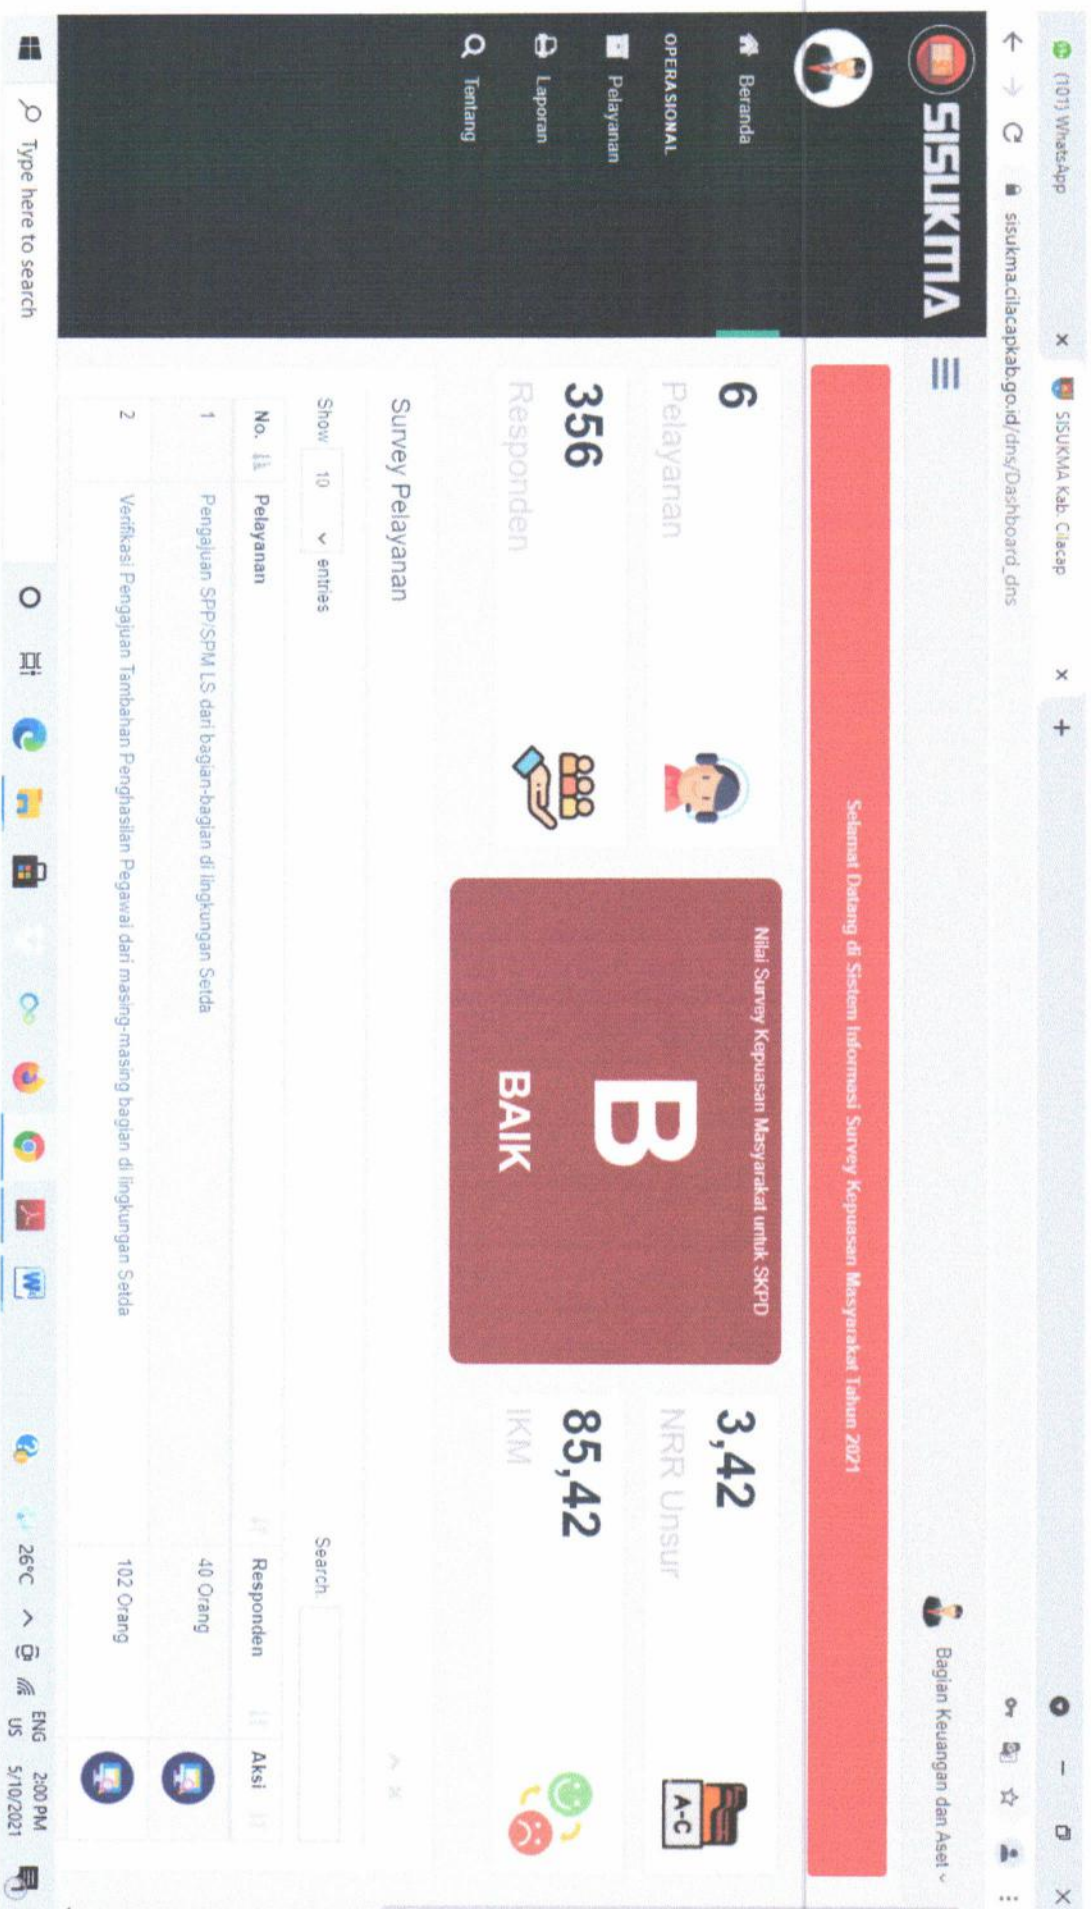 (101) WhatsApp
SISUKMA Kab. Cilacap
sisukma.cilacapkab.go.id/dns/Dashboard_dns
SISUKMA
Bagian Keuangan dan Aset
Selamat Datang di Sistem Informasi Survey Kepuasan Masyarakat Tahun 2021
Beranda
OPERASIONAL
Pelayanan
Laporan
Tentang
6
Pelayanan
356
Responden
Nilai Survey Kepuasan Masyarakat untuk SKPD
B
BAIK
3,42
NRR Unsur
A-C
85,42
IKM
Survey Pelayanan
Show 10 entries
Search:
No. Pelayanan Responden Aksi
1 Pengajuan SPP/SPM LS dari bagian-bagian di lingkungan Setda 40 Orang
2 Verifikasi Pengajuan Tambahan Penghasilan Pegawai dari masing-masing bagian di lingkungan Setda 102 Orang
Type here to search
26°C
ENG
US
2:00 PM
5/10/2021